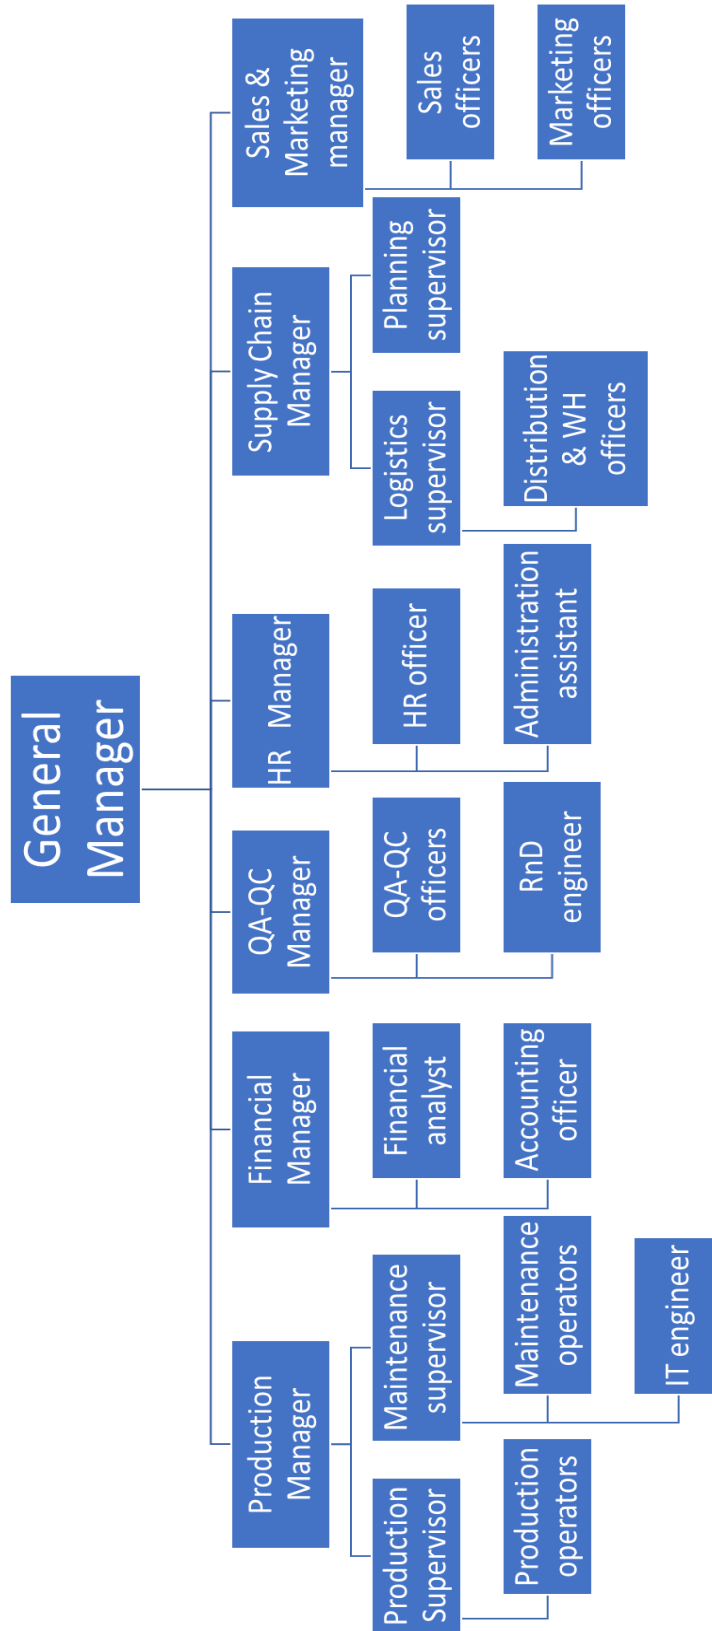 General
Manager
Production
Manager
Financial
Manager
QA-QC
Manager
HR Manager
Supply Chain
Manager
Sales &
Marketing
manager
Production
Supervisor
Maintenance
supervisor
Financial
analyst
QA-QC
officers
HR officer
Logistics
supervisor
Planning
supervisor
Sales
officers
Production
operators
Maintenance
operators
Accounting
officer
RnD
engineer
Administration
assistant
Distribution
& WH
officers
Marketing
officers
IT engineer